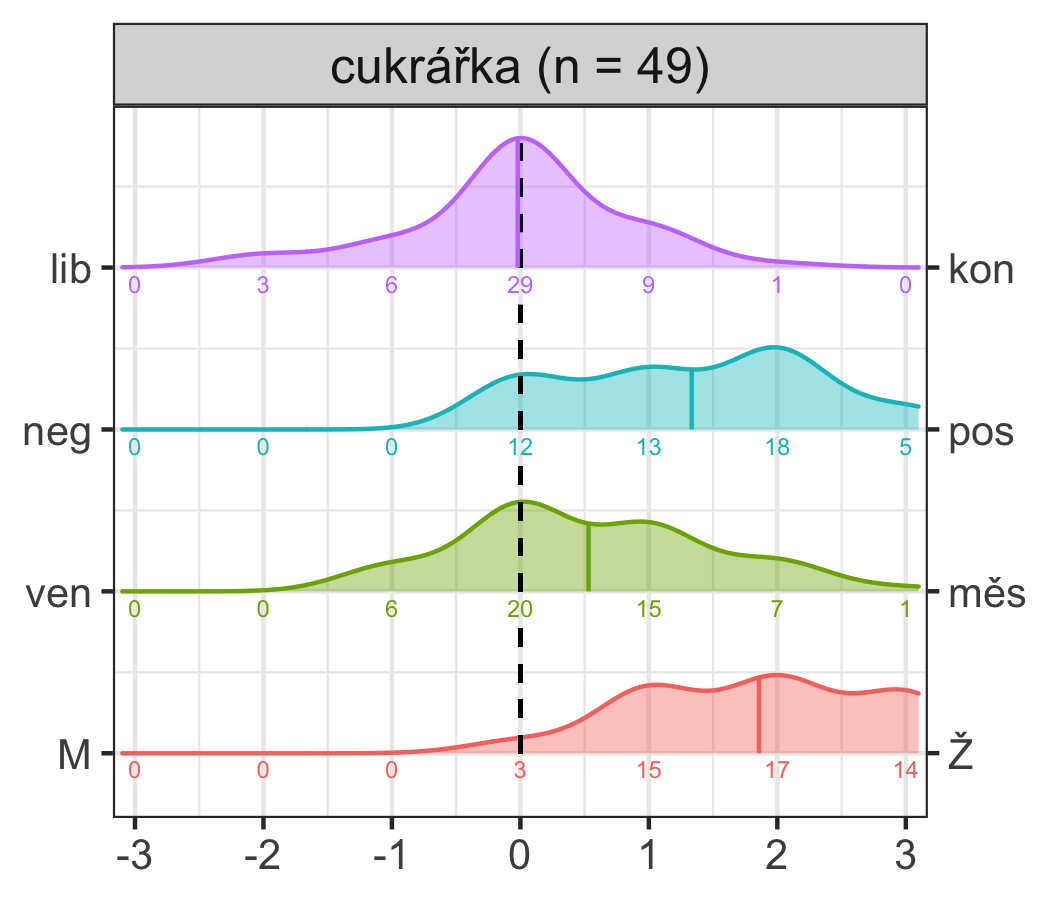 cukrářka (n = 49)
lib kon
0 3 6 29 9 1 0
neg pos
0 0 0 12 13 18 5
ven měs
0 0 6 20 15 7 1
M Ž
0 0 0 3 15 17 14
-3 -2 -1 0 1 2 3